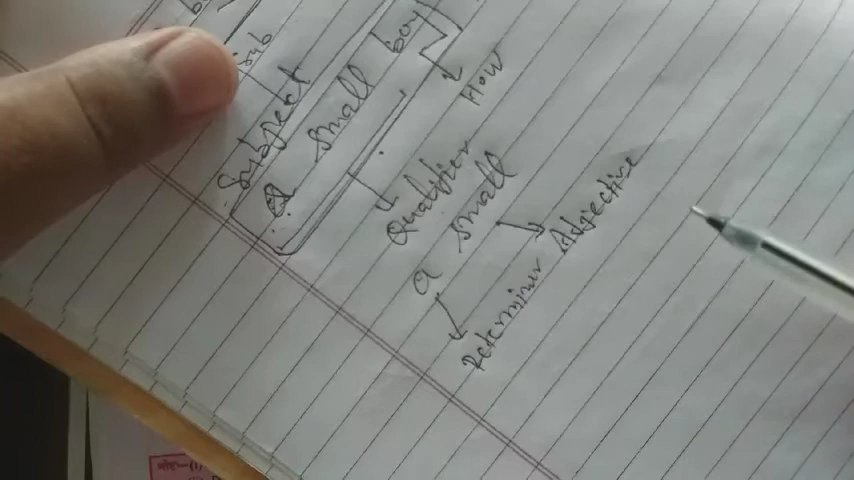 Sub
Subject
a small boy
How
Qualifier
a small
Determiner Adjective